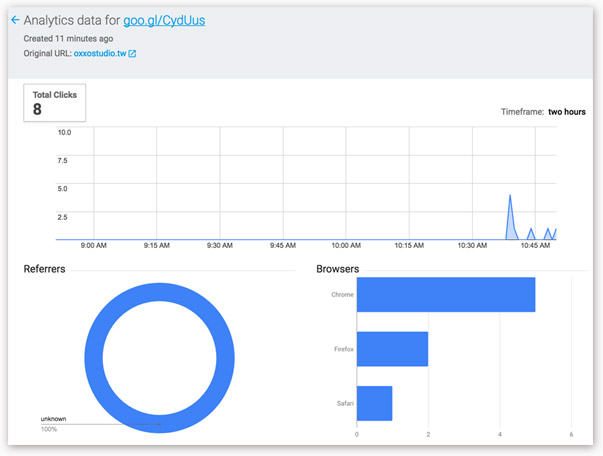 ← Analytics data for goo.gl/CydUus
Created 11 minutes ago
Original URL: oxxostudio.tw
Total Clicks
8
Timeframe: two hours
10.0
7.5
5.0
2.5
9:00 AM 9:15 AM 9:30 AM 9:45 AM 10:00 AM 10:15 AM 10:30 AM 10:45 AM
Referrers
unknown
100%
Browsers
Chrome
Firefox
Safari
0 2 4 6